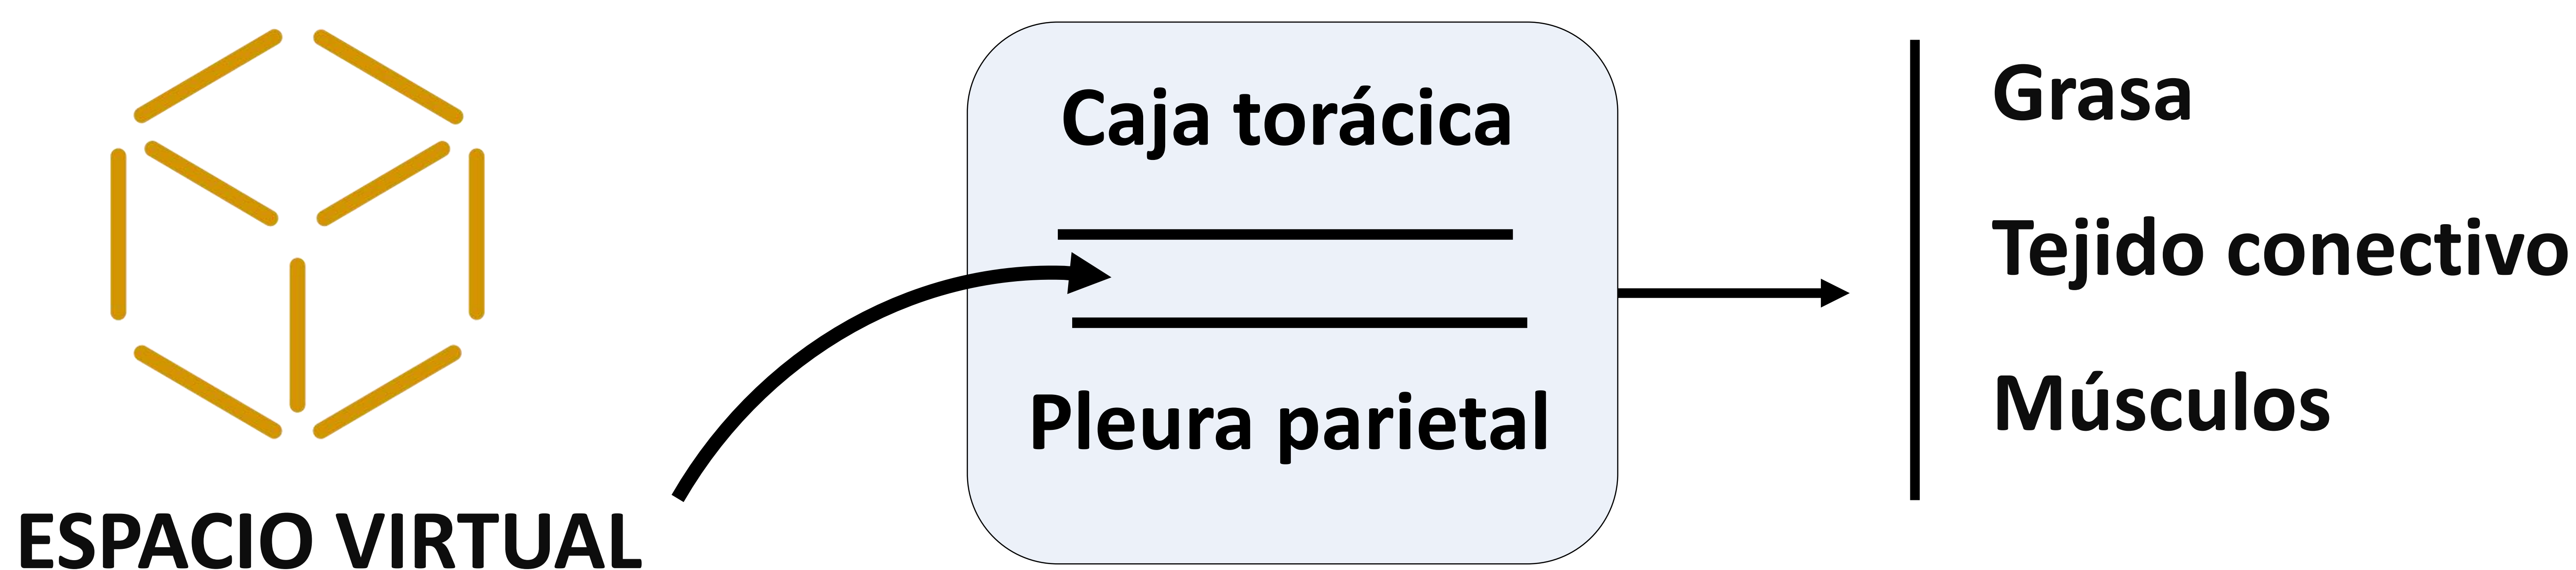 ESPACIO VIRTUAL
Caja torácica
Pleura parietal
Grasa
Tejido conectivo
Músculos